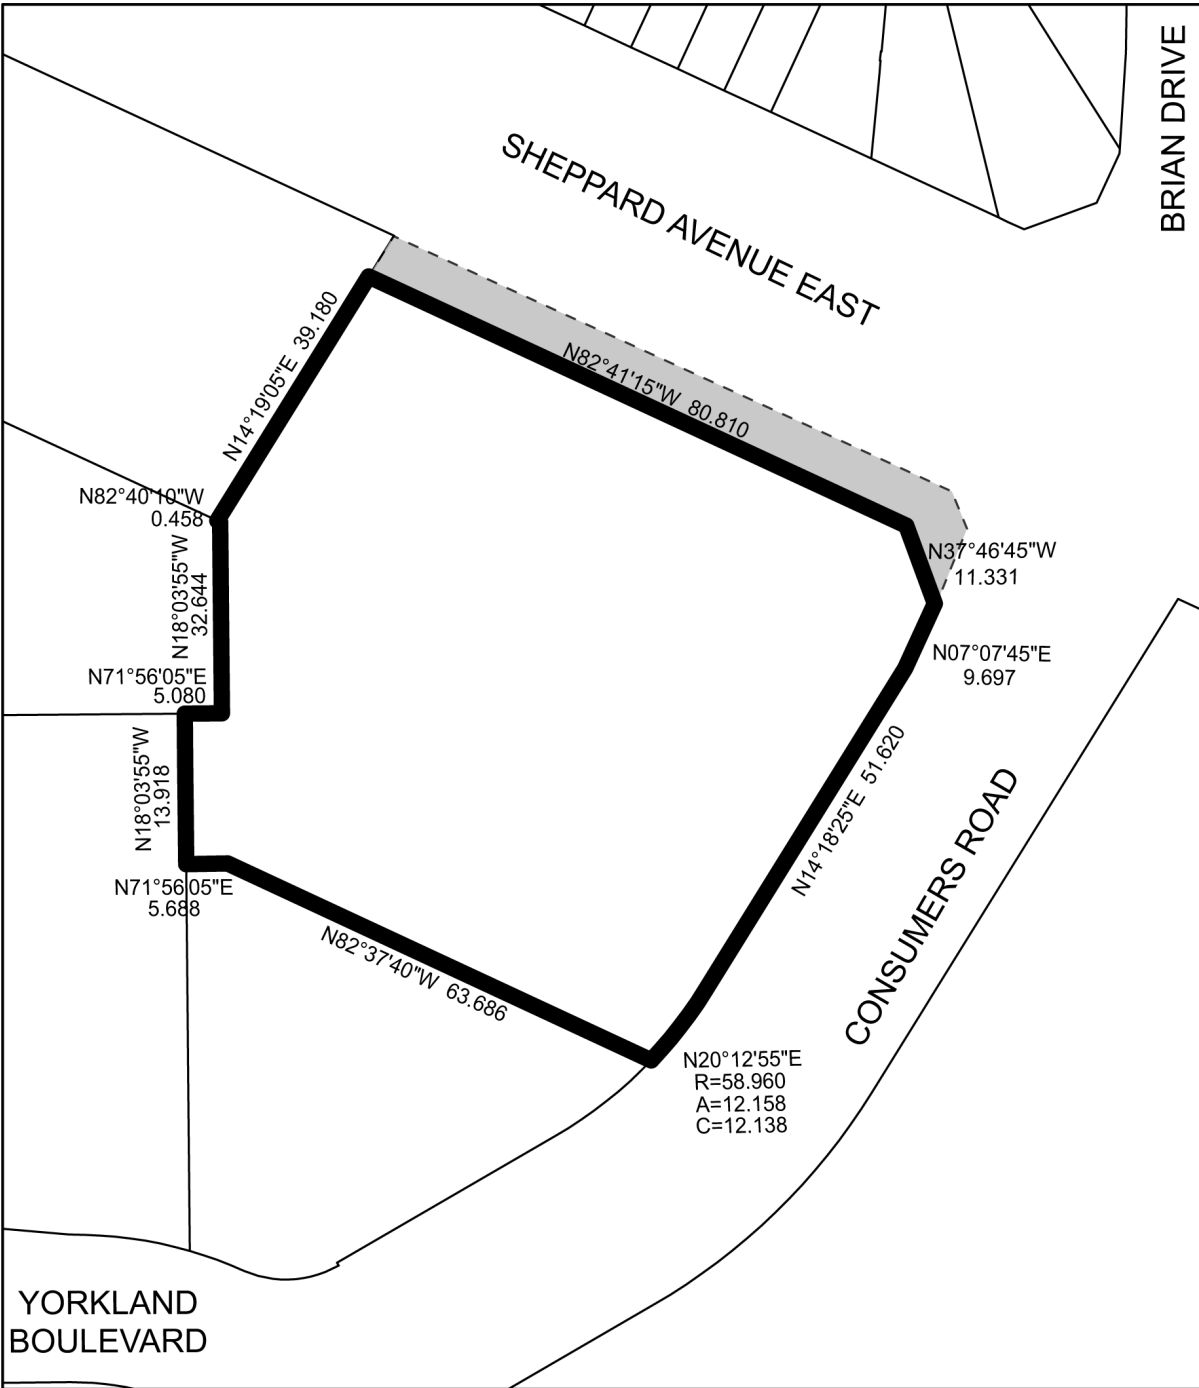 BRIAN DRIVE
SHEPPARD AVENUE EAST
N14°19'05"E 39.180
N82°41'15"W 80.810
N82°40'10"W
0.458
N18°03'55"W
32.644
N37°46'45"W
11.331
N07°07'45"E
9.697
N71°56'05"E
5.080
N18°03'55"W
13.918
N14°18'25"E 51.620
CONSUMERS ROAD
N71°56'05"E
5.688
N82°37'40"W 63.686
N20°12'55"E
R=58.960
A=12.158
C=12.138
YORKLAND
BOULEVARD